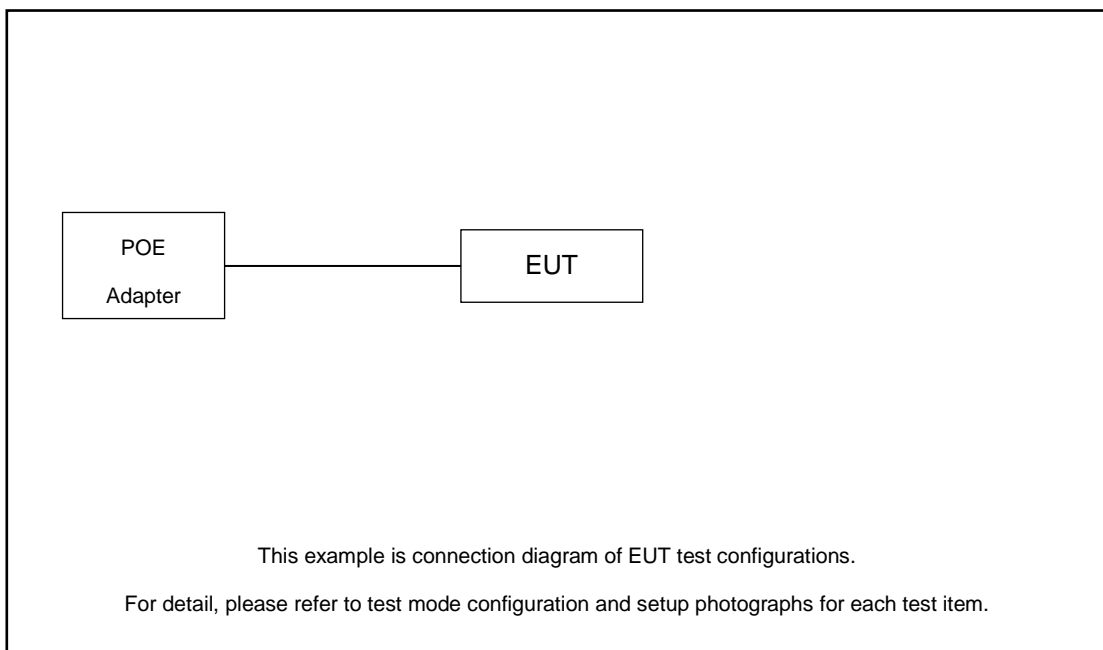 POE
Adapter
EUT
This example is connection diagram of EUT test configurations.
For detail, please refer to test mode configuration and setup photographs for each test item.